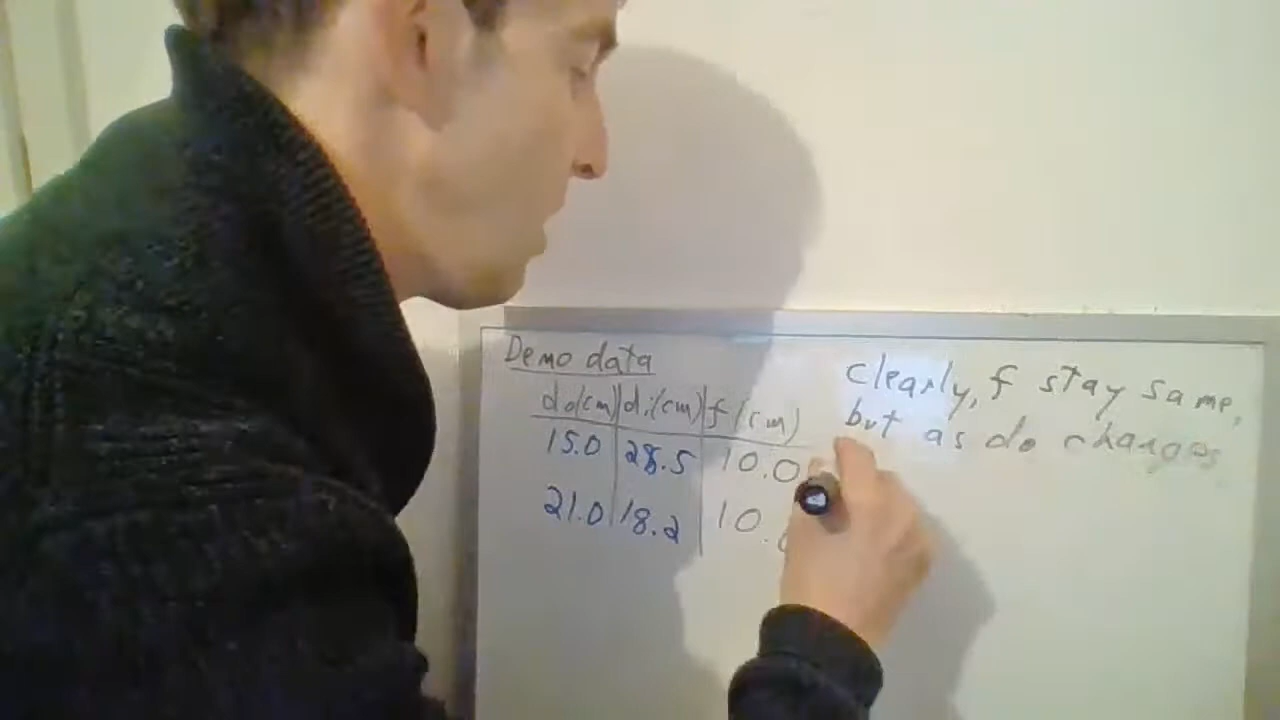 Demo data
do(cm) di(cm) f(cm)
15.0 28.5 10.0
21.0 18.2 10.
Clearly, f stay same,
but as do changes